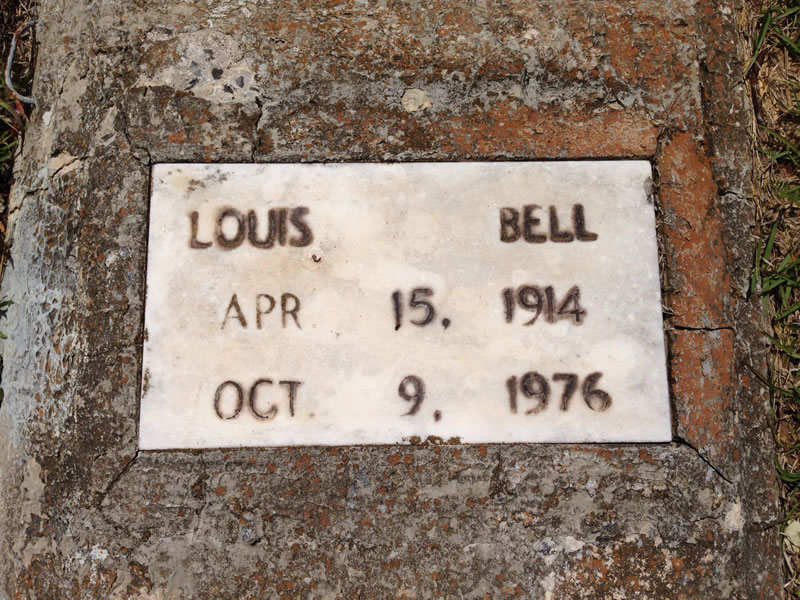 LOUIS BELL
APR. 15, 1914
OCT. 9, 1976